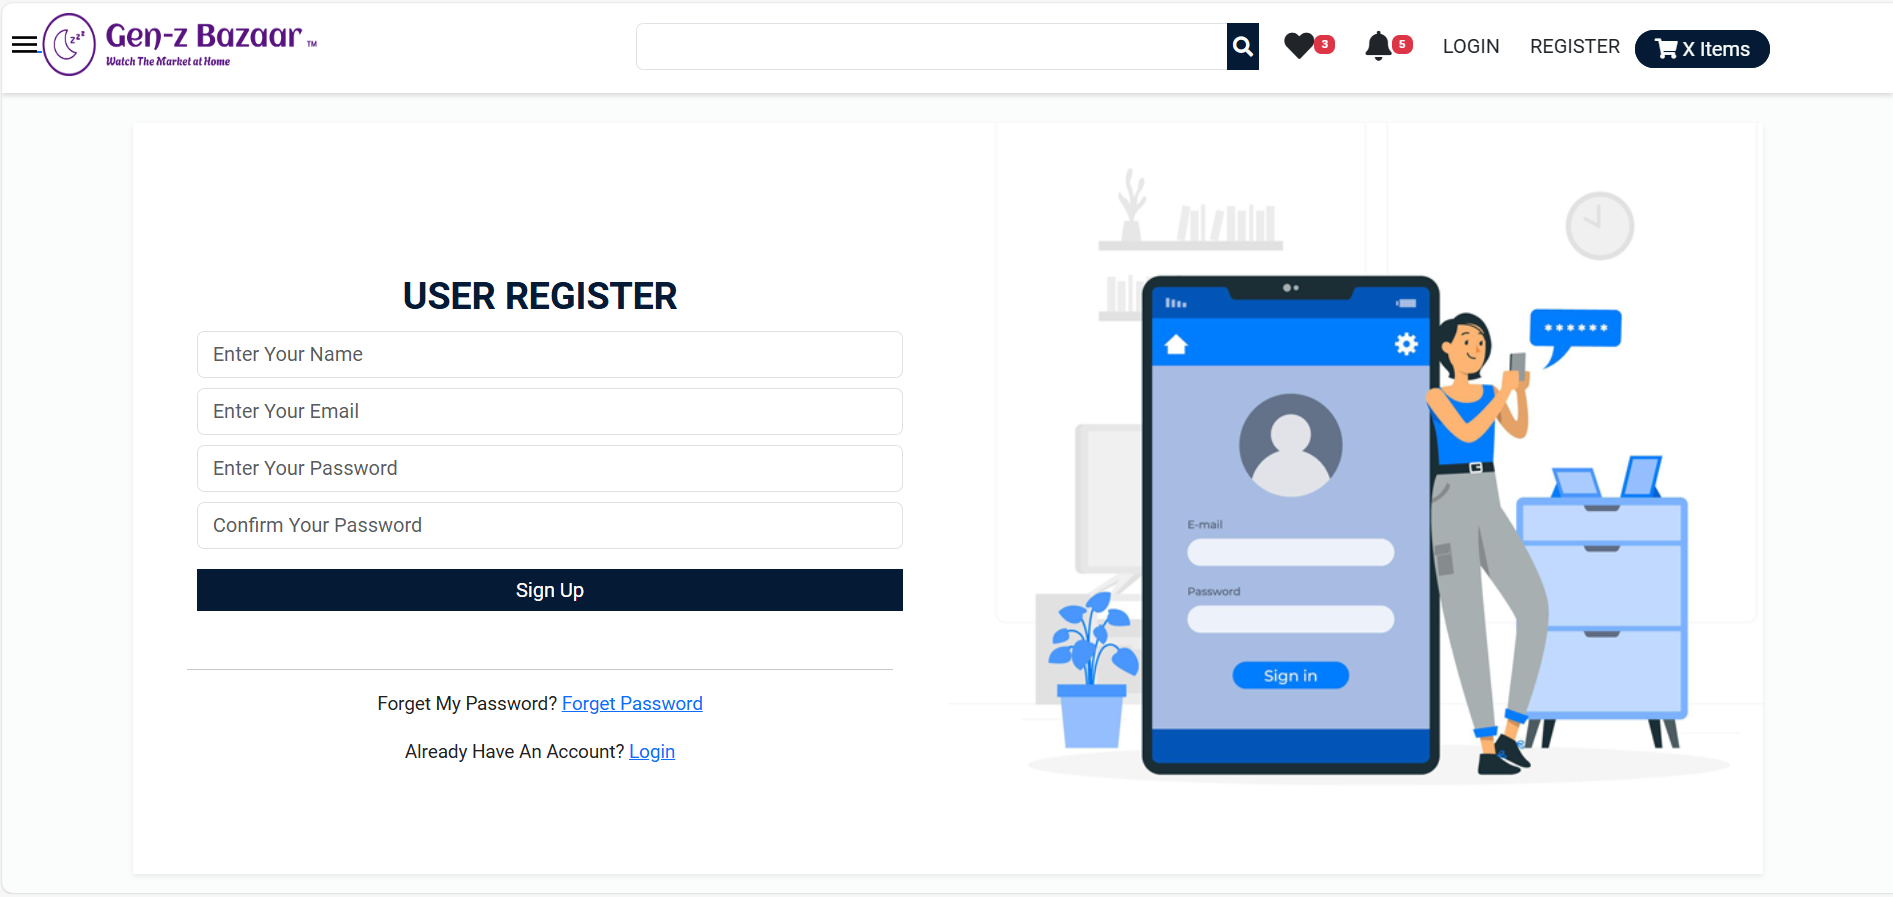 Gen-z Bazaar TM
Watch The Market at Home
z z z
3
5
LOGIN
REGISTER
X Items
USER REGISTER
Enter Your Name
Enter Your Email
Enter Your Password
Confirm Your Password
Sign Up
Forget My Password? Forget Password
Already Have An Account? Login
******
E-mail
Password
Sign in